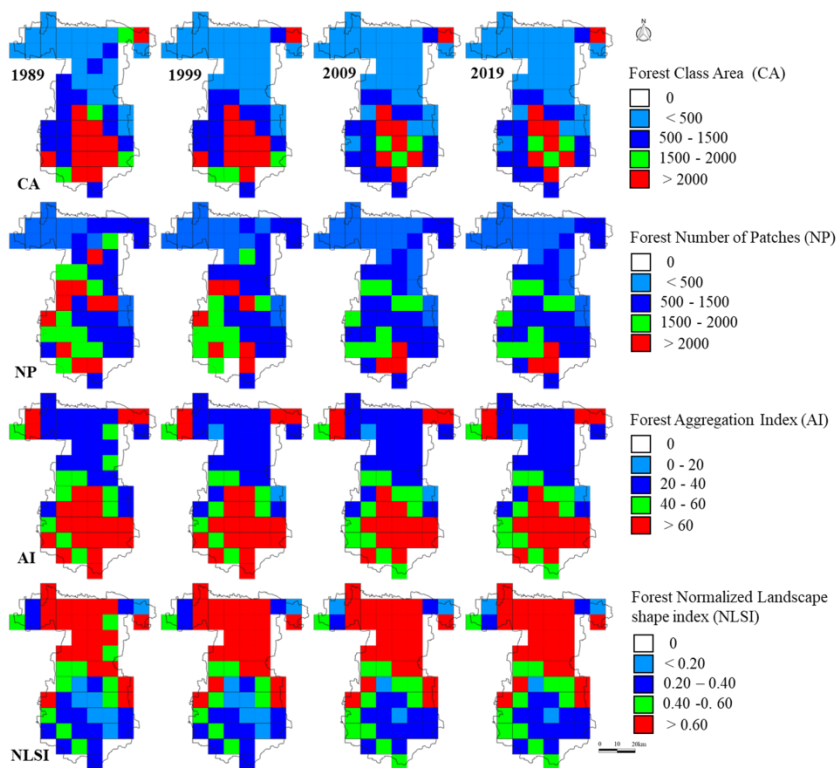 N
1989
1999
2009
2019
CA
Forest Class Area (CA)
0
< 500
500 - 1500
1500 - 2000
> 2000
NP
Forest Number of Patches (NP)
0
< 500
500 - 1500
1500 - 2000
> 2000
AI
Forest Aggregation Index (AI)
0
0 - 20
20 - 40
40 - 60
> 60
NLSI
Forest Normalized Landscape
shape index (NLSI)
0
< 0.20
0.20 – 0.40
0.40 -0. 60
> 0.60
0 10 20km